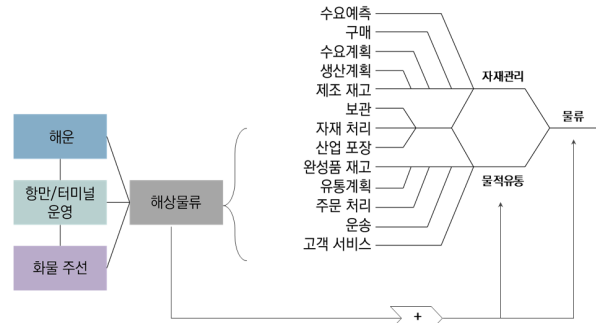 해운
항만/터미널
운영
화물 주선
해상물류
수요예측
구매
수요계획
생산계획
제조 재고
보관
자재 처리
산업 포장
완성품 재고
유통계획
주문 처리
운송
고객 서비스
자재관리
물적유통
물류
+